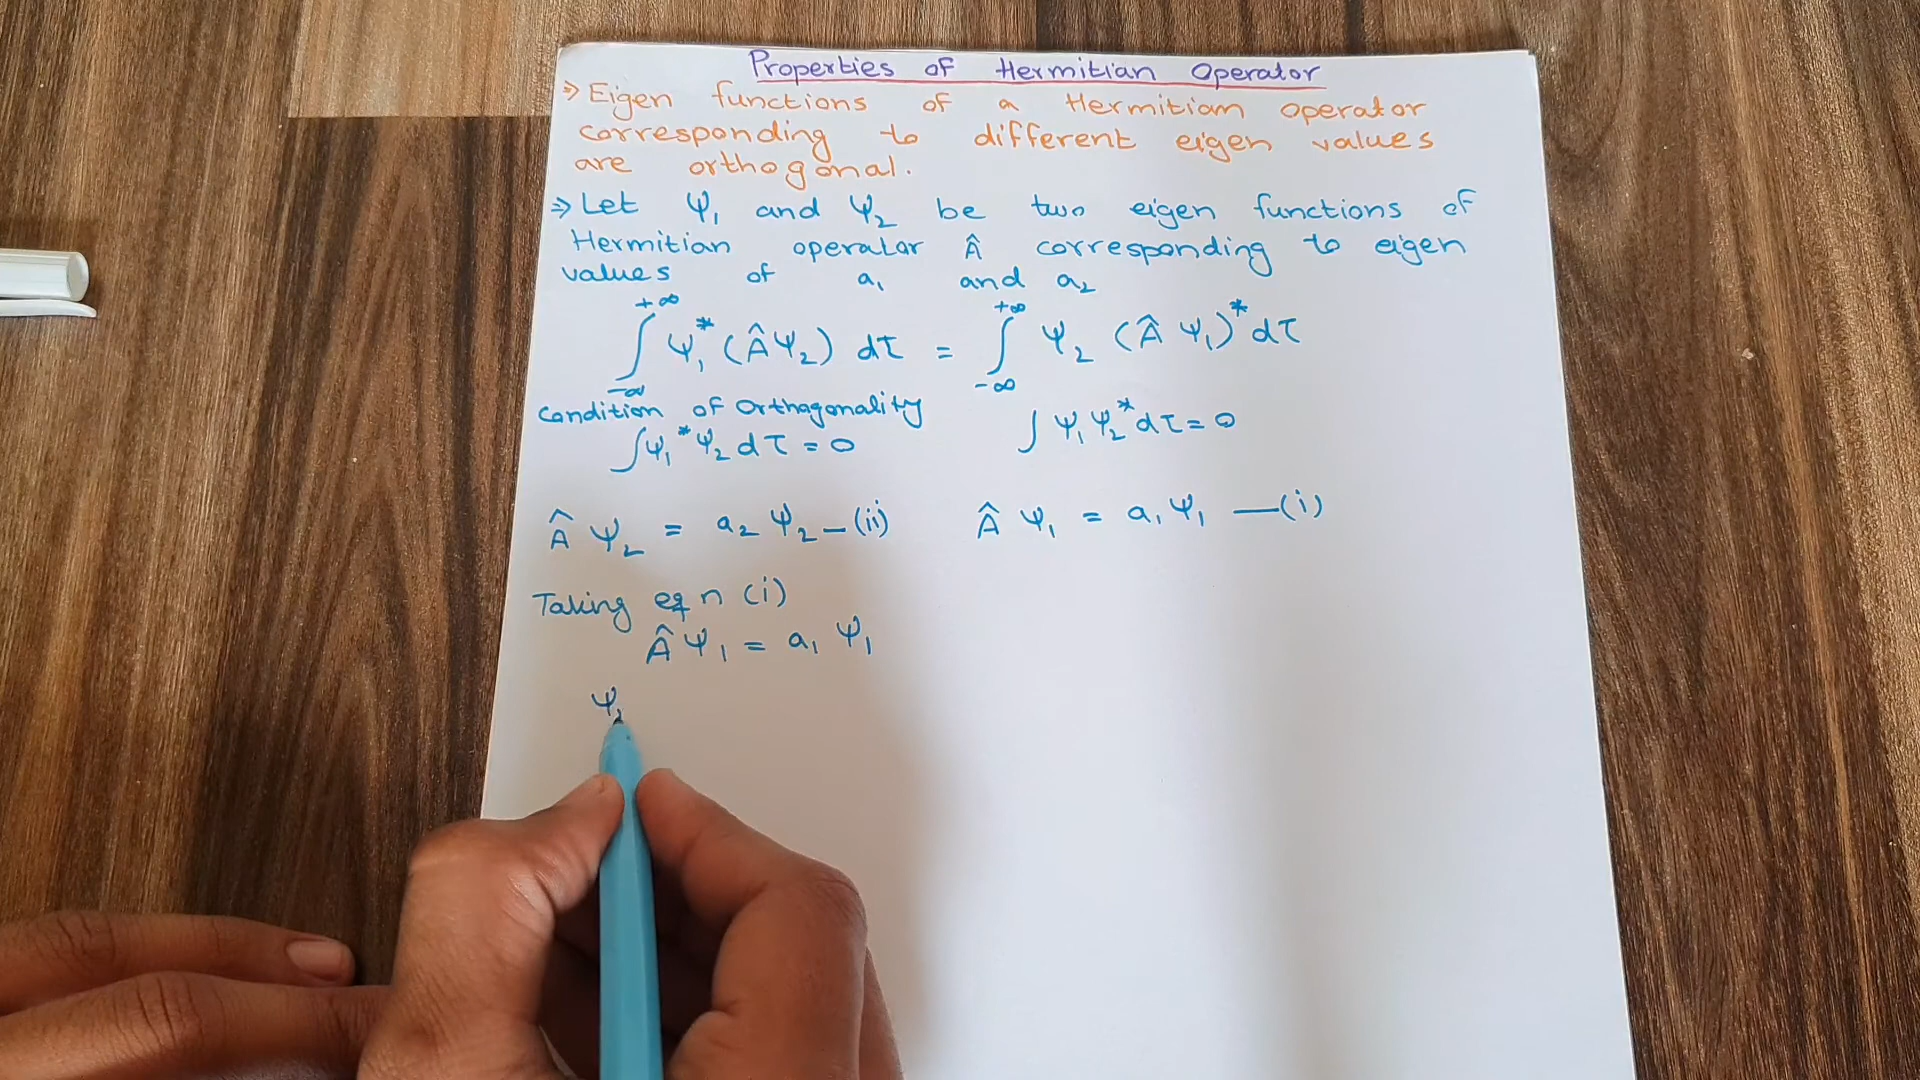 Properties of Hermitian Operator
⇒ Eigen functions of a Hermitian operator
corresponding to different eigen values
are orthogonal.
⇒ Let Ψ₁ and Ψ₂ be two eigen functions of
Hermitian operator Â corresponding to eigen
values of a₁ and a₂
∫₋∞⁺∞ Ψ₁* (ÂΨ₂) dτ = ∫₋∞⁺∞ Ψ₂ (Â Ψ₁)* dτ
Condition of Orthagonality
∫Ψ₁* Ψ₂ dτ = 0    ∫ Ψ₁ Ψ₂* dτ = 0
Â Ψ₂ = a₂ Ψ₂ — (ii)    Â Ψ₁ = a₁ Ψ₁ — (i)
Taking eqn (i)
Â Ψ₁ = a₁ Ψ₁
Ψ